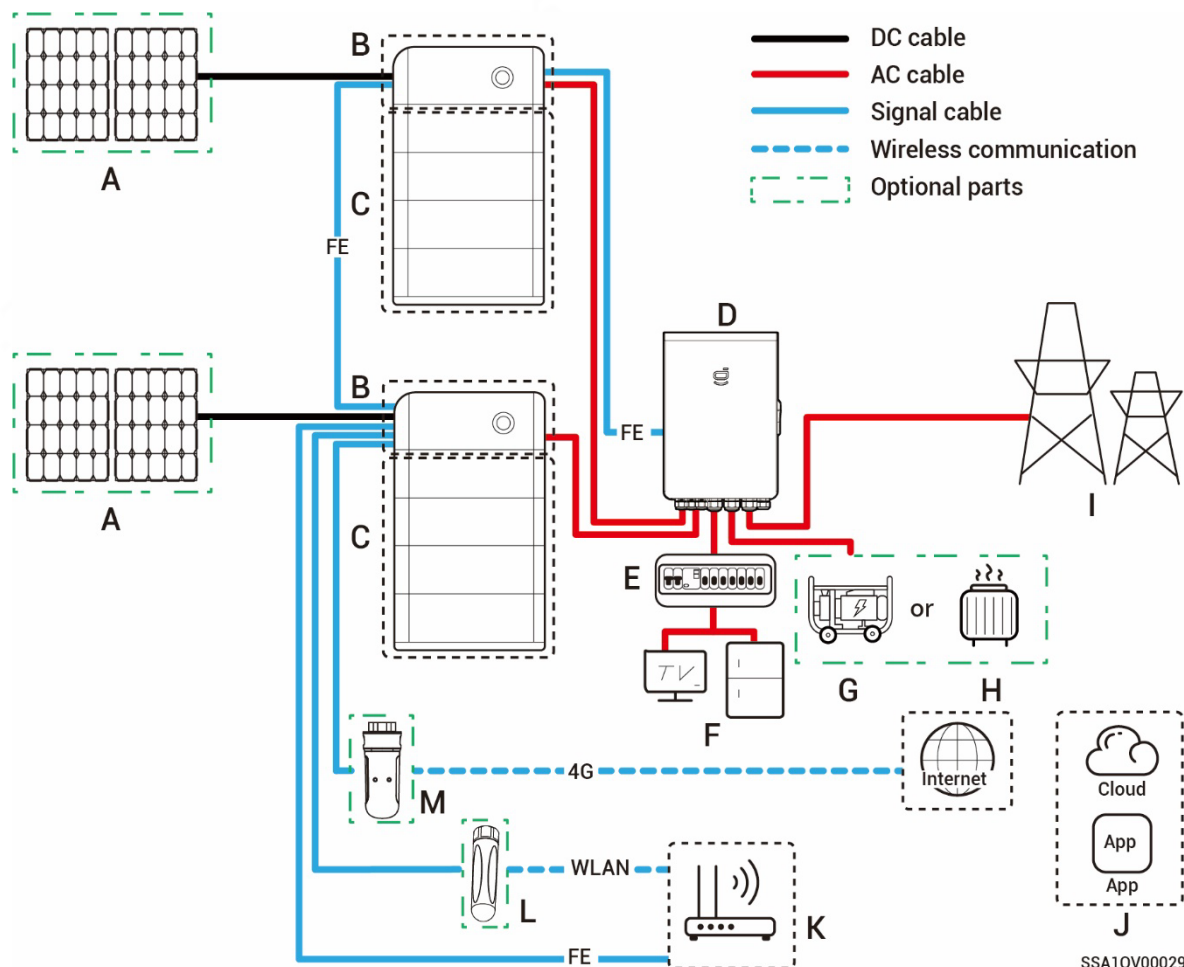 DC cable
AC cable
Signal cable
Wireless communication
Optional parts
A
B
C
FE
D
A
B
C
FE
I
E
or
TV
F
G
H
M
4G
Internet
Cloud
App
App
J
L
WLAN
K
FE
SSA1OV00029